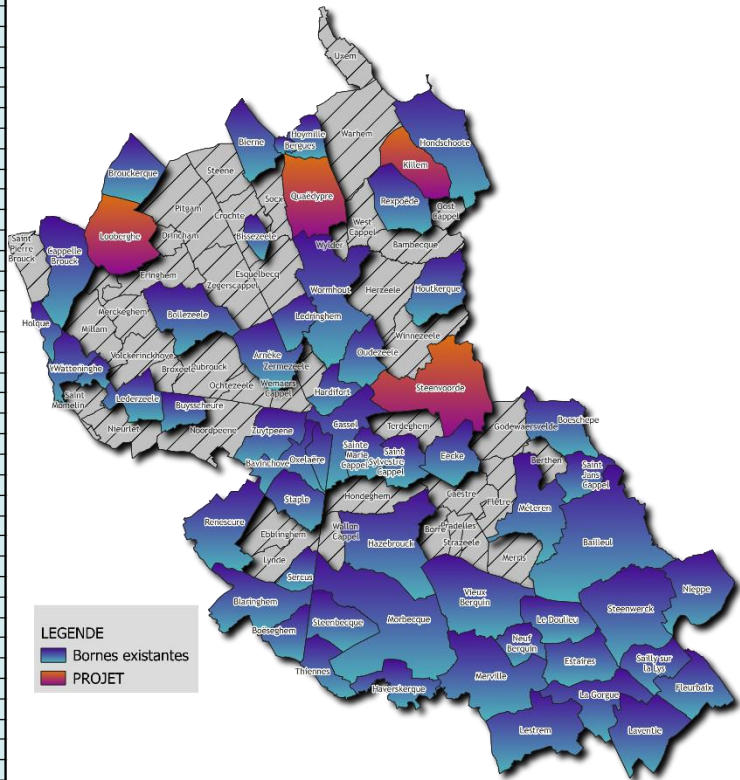 Uxem
Hoymille
Bergues
Warhem
Hondschoote
Bierne
Killem
Brouckerque
Steene
Quaëdypre
Socx
Rexpoëde
Oost
Cappel
Pitgam
Crochte
West
Cappel
Looberghe
Drincham
Bissezeele
Wylder
Bambecque
Saint
Pierre
Brouck
Cappelle
Brouck
Eringhem
Esquelbecq
Zegerscappel
Wormhout
Herzeele
Houtkerque
Merckeghem
Bollezeele
Ledringhem
Holque
Millam
Winnezeele
Volckerinckhove
Arnèke
Oudezeele
Watteninghe
Broxeele
Zermezeele
Ochtezeele
Wemaers
Cappel
Steenvoorde
Saint
Momelin
Lederzeele
Buysscheure
Hardifort
Nieurlet
Noordpeene
Zuytpeene
Cassel
Terdeghem
Godewaersvelde
Boeschepe
Bavinchove
Oxelaëre
Sainte
Marie
Cappel
Saint
Sylvestre
Cappel
Eecke
Berthen
Saint
Jans
Cappel
Staple
Hondeghem
Caëstre
Flêtre
Méteren
Renescure
Ebblinghem
Wallon
Cappel
Hazebrouck
Borre
Pradelles
Strazeele
Bailleul
Lynde
Merris
Sercus
Nieppe
Blaringhem
Vieux
Berquin
Steenwerck
Steenbecque
Morbecque
Le Doulieu
Boëseghem
Neuf
Berquin
LEGENDE
Bornes existantes
PROJET
Thiennes
Estaires
Sailly sur
la Lys
Merville
Haverskerque
La Gorgue
Fleurbaix
Lestrem
Laventie